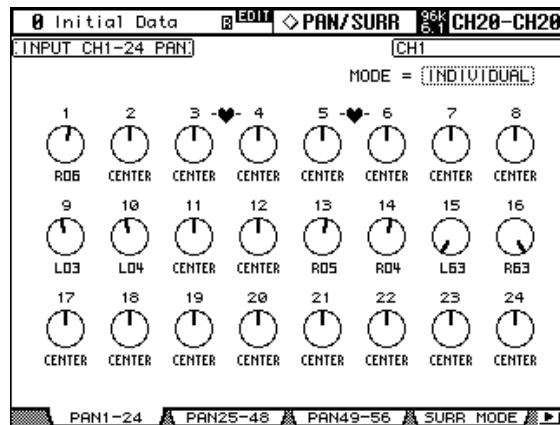 0 Initial Data EDIT ◇PAN/SURR 96k 6.1 CH20-CH20
INPUT CH1-24 PAN CH1
MODE = INDIVIDUAL
1 2 3 -♥- 4 5 -♥- 6 7 8
R06 CENTER CENTER CENTER CENTER CENTER CENTER CENTER
9 10 11 12 13 14 15 16
L03 L04 CENTER CENTER R05 R04 L63 R63
17 18 19 20 21 22 23 24
CENTER CENTER CENTER CENTER CENTER CENTER CENTER CENTER
PAN1-24 PAN25-48 PAN49-56 SURR MODE